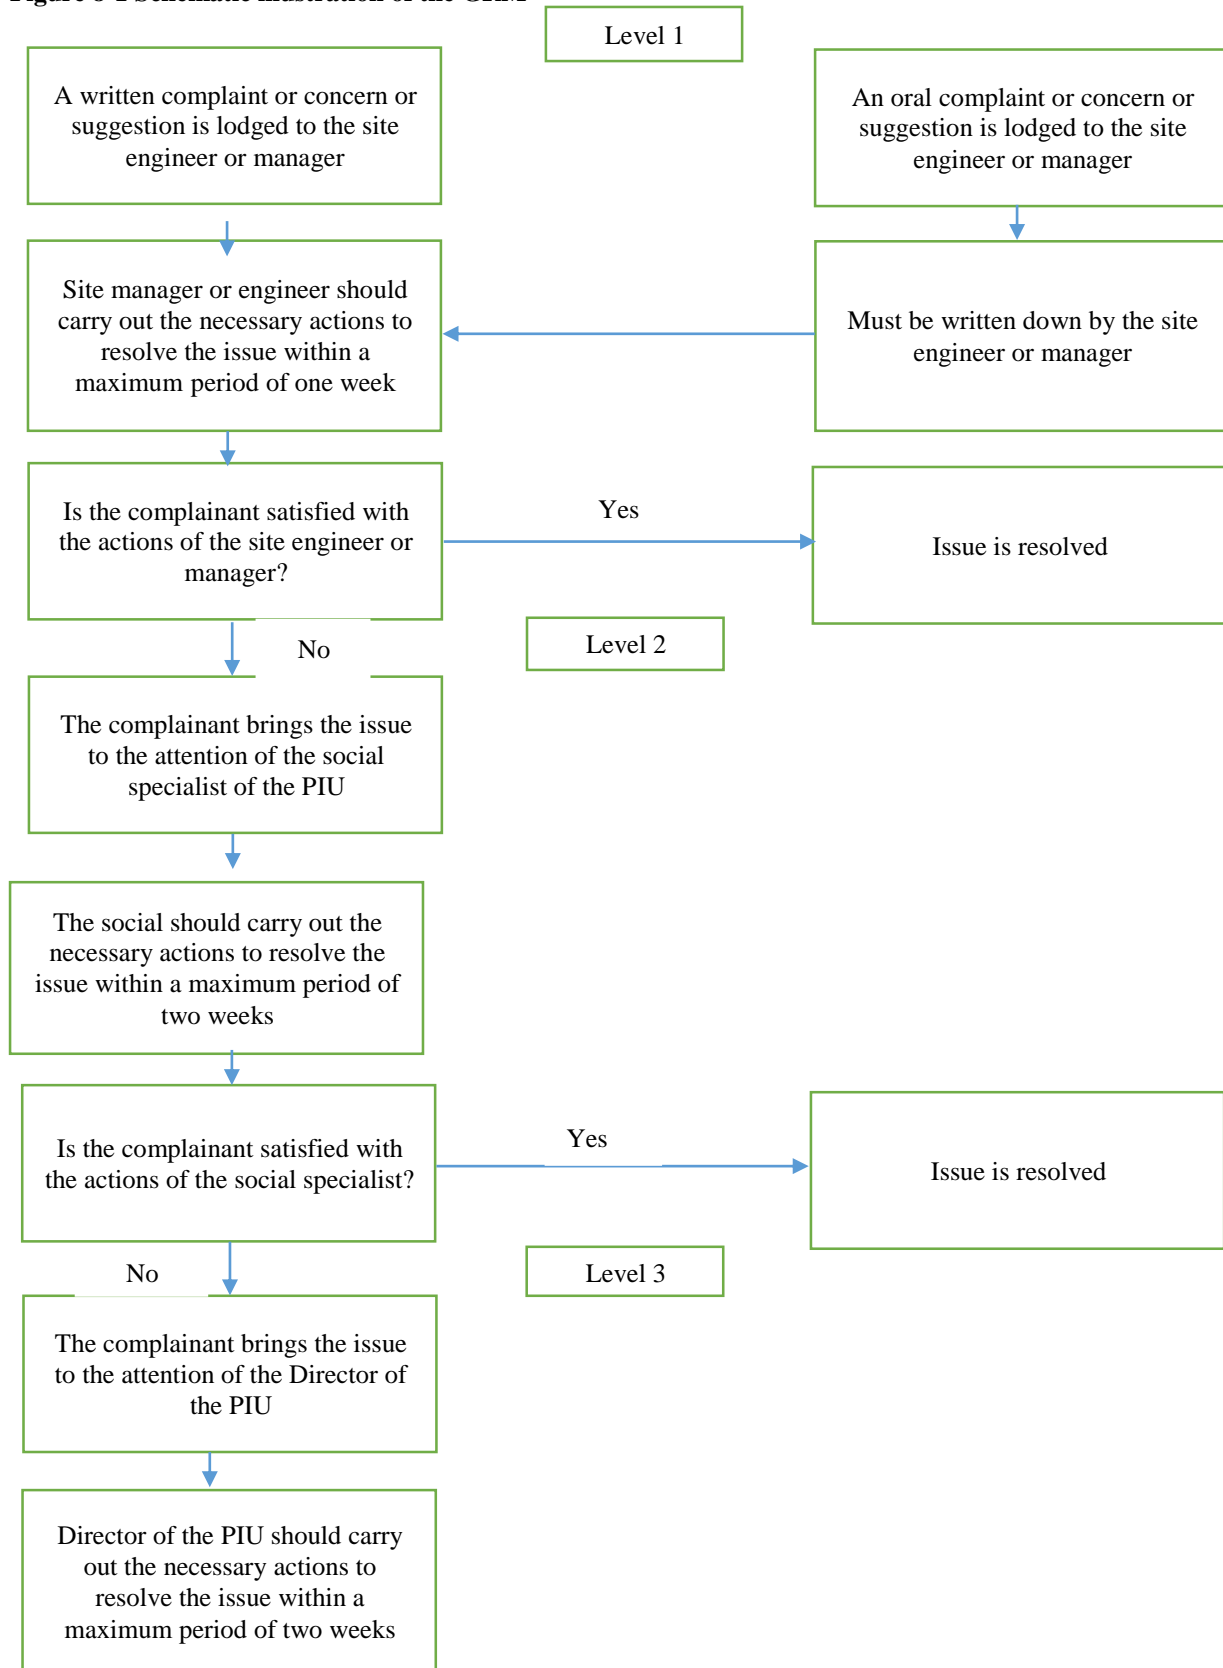 Level 1
A written complaint or concern or
suggestion is lodged to the site
engineer or manager
An oral complaint or concern or
suggestion is lodged to the site
engineer or manager
Site manager or engineer should
carry out the necessary actions to
resolve the issue within a
maximum period of one week
Must be written down by the site
engineer or manager
Is the complainant satisfied with
the actions of the site engineer or
manager?
Yes
Issue is resolved
No
Level 2
The complainant brings the issue
to the attention of the social
specialist of the PIU
The social should carry out the
necessary actions to resolve the
issue within a maximum period of
two weeks
Is the complainant satisfied with
the actions of the social specialist?
Yes
Issue is resolved
No
Level 3
The complainant brings the issue
to the attention of the Director of
the PIU
Director of the PIU should carry
out the necessary actions to
resolve the issue within a
maximum period of two weeks